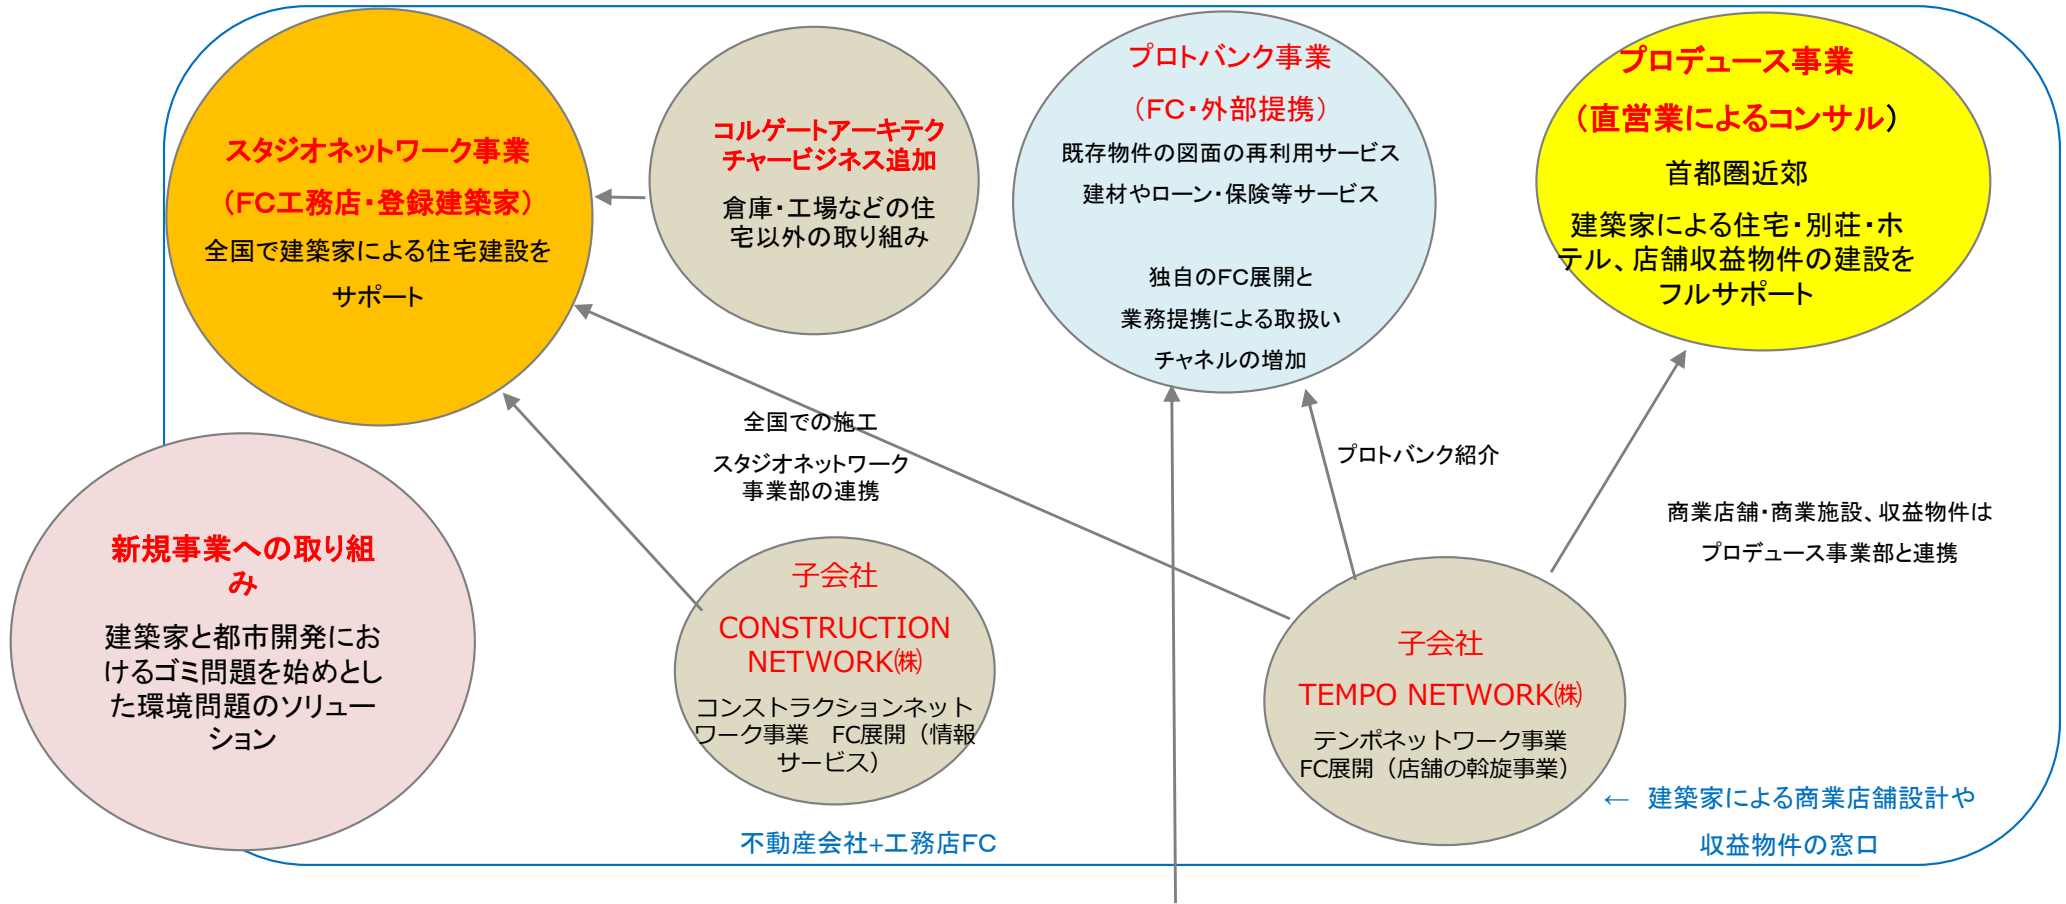 スタジオネットワーク事業
（FC工務店・登録建築家）
全国で建築家による住宅建設を
サポート
コルゲートアーキテク
チャービジネス追加
倉庫・工場などの住
宅以外の取り組み
プロトバンク事業
（FC・外部提携）
既存物件の図面の再利用サービス
建材やローン・保険等サービス
独自のFC展開と
業務提携による取扱い
チャネルの増加
プロデュース事業
（直営業によるコンサル）
首都圏近郊
建築家による住宅・別荘・ホ
テル、店舗収益物件の建設を
フルサポート
全国での施工
スタジオネットワーク
事業部の連携
プロトバンク紹介
商業店舗・商業施設、収益物件は
プロデュース事業部と連携
新規事業への取り組
み
建築家と都市開発にお
けるゴミ問題を始めとし
た環境問題のソリュー
ション
子会社
CONSTRUCTION
NETWORK㈱
コンストラクションネット
ワーク事業　FC展開（情報
サービス）
子会社
TEMPO NETWORK㈱
テンポネットワーク事業
FC展開（店舗の斡旋事業）
← 建築家による商業店舗設計や
収益物件の窓口
不動産会社+工務店FC